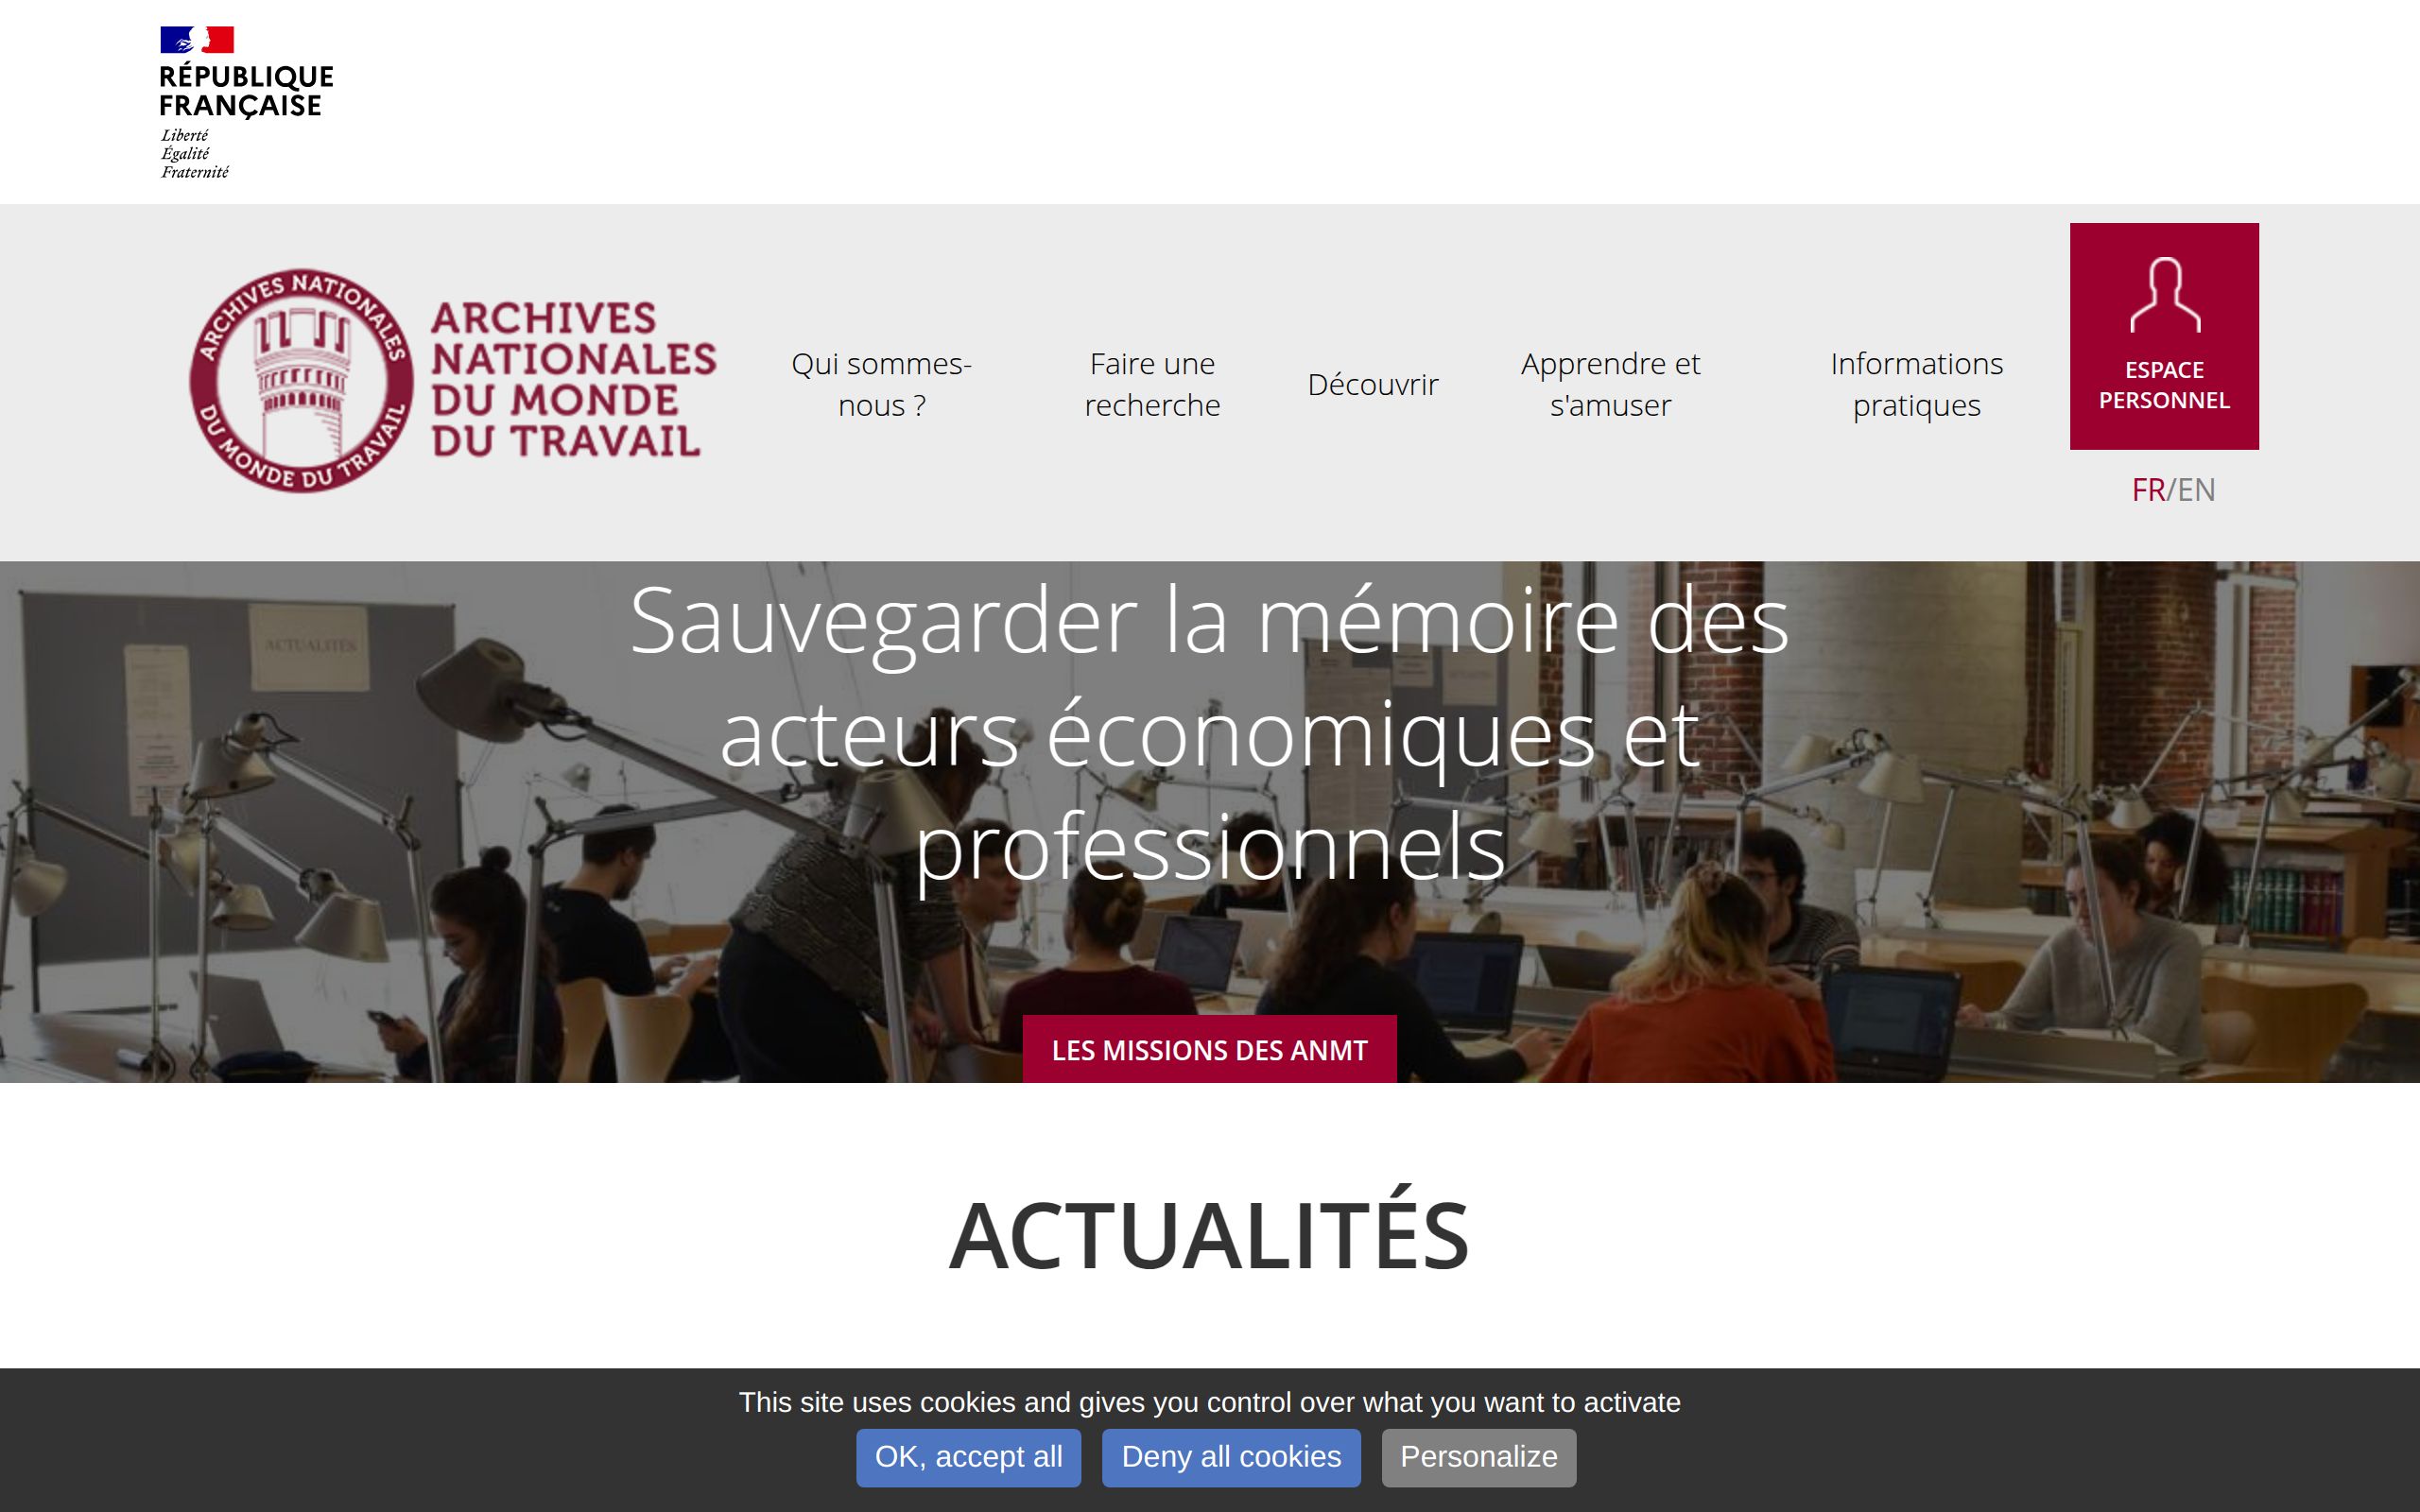 RÉPUBLIQUE
FRANÇAISE
Liberté
Égalité
Fraternité
ARCHIVES NATIONALES
DU MONDE DU TRAVAIL
ARCHIVES
NATIONALES
DU MONDE
DU TRAVAIL
Qui sommes-
nous ?
Faire une
recherche
Découvrir
Apprendre et
s'amuser
Informations
pratiques
ESPACE
PERSONNEL
FR/EN
ACTUALITÉS
Sauvegarder la mémoire des
acteurs économiques et
professionnels
LES MISSIONS DES ANMT
ACTUALITÉS
This site uses cookies and gives you control over what you want to activate
OK, accept all
Deny all cookies
Personalize